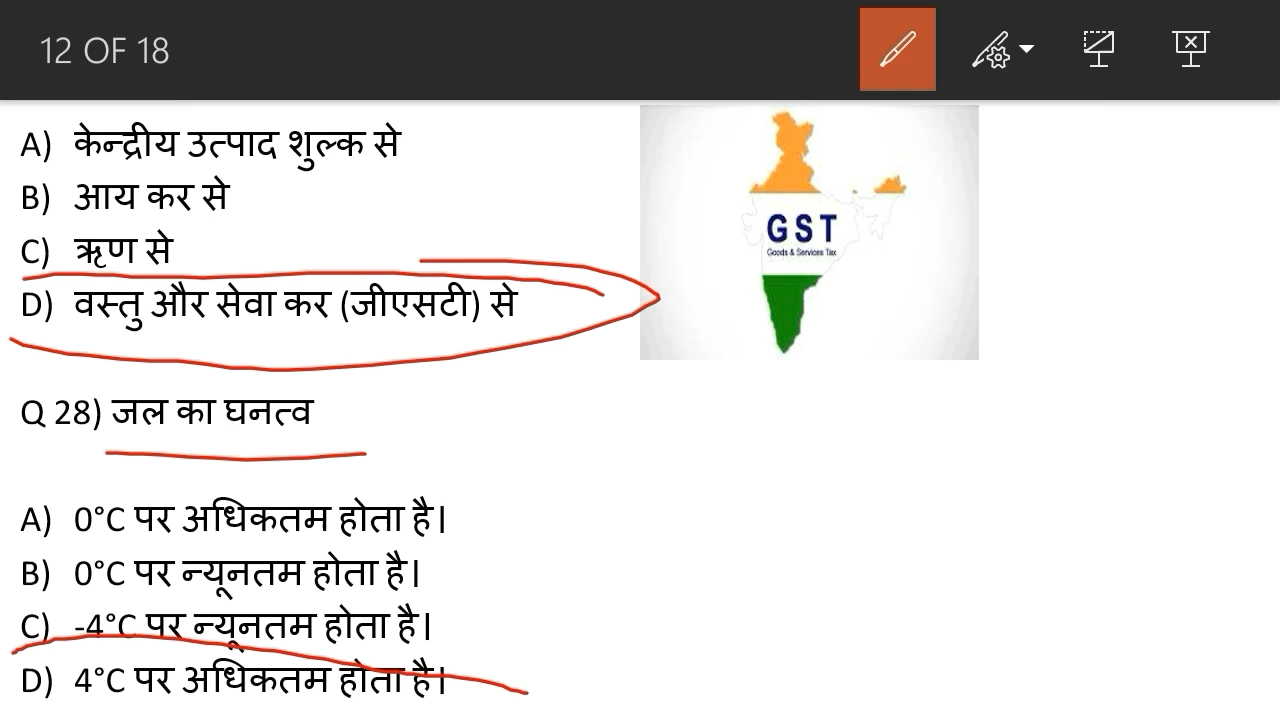 12 OF 18
A) केन्द्रीय उत्पाद शुल्क से
B) आय कर से
C) ऋण से
D) वस्तु और सेवा कर (जीएसटी) से
GST
Goods & Services Tax
Q 28) जल का घनत्व
A) 0°C पर अधिकतम होता है।
B) 0°C पर न्यूनतम होता है।
C) -4°C पर न्यूनतम होता है।
D) 4°C पर अधिकतम होता है।